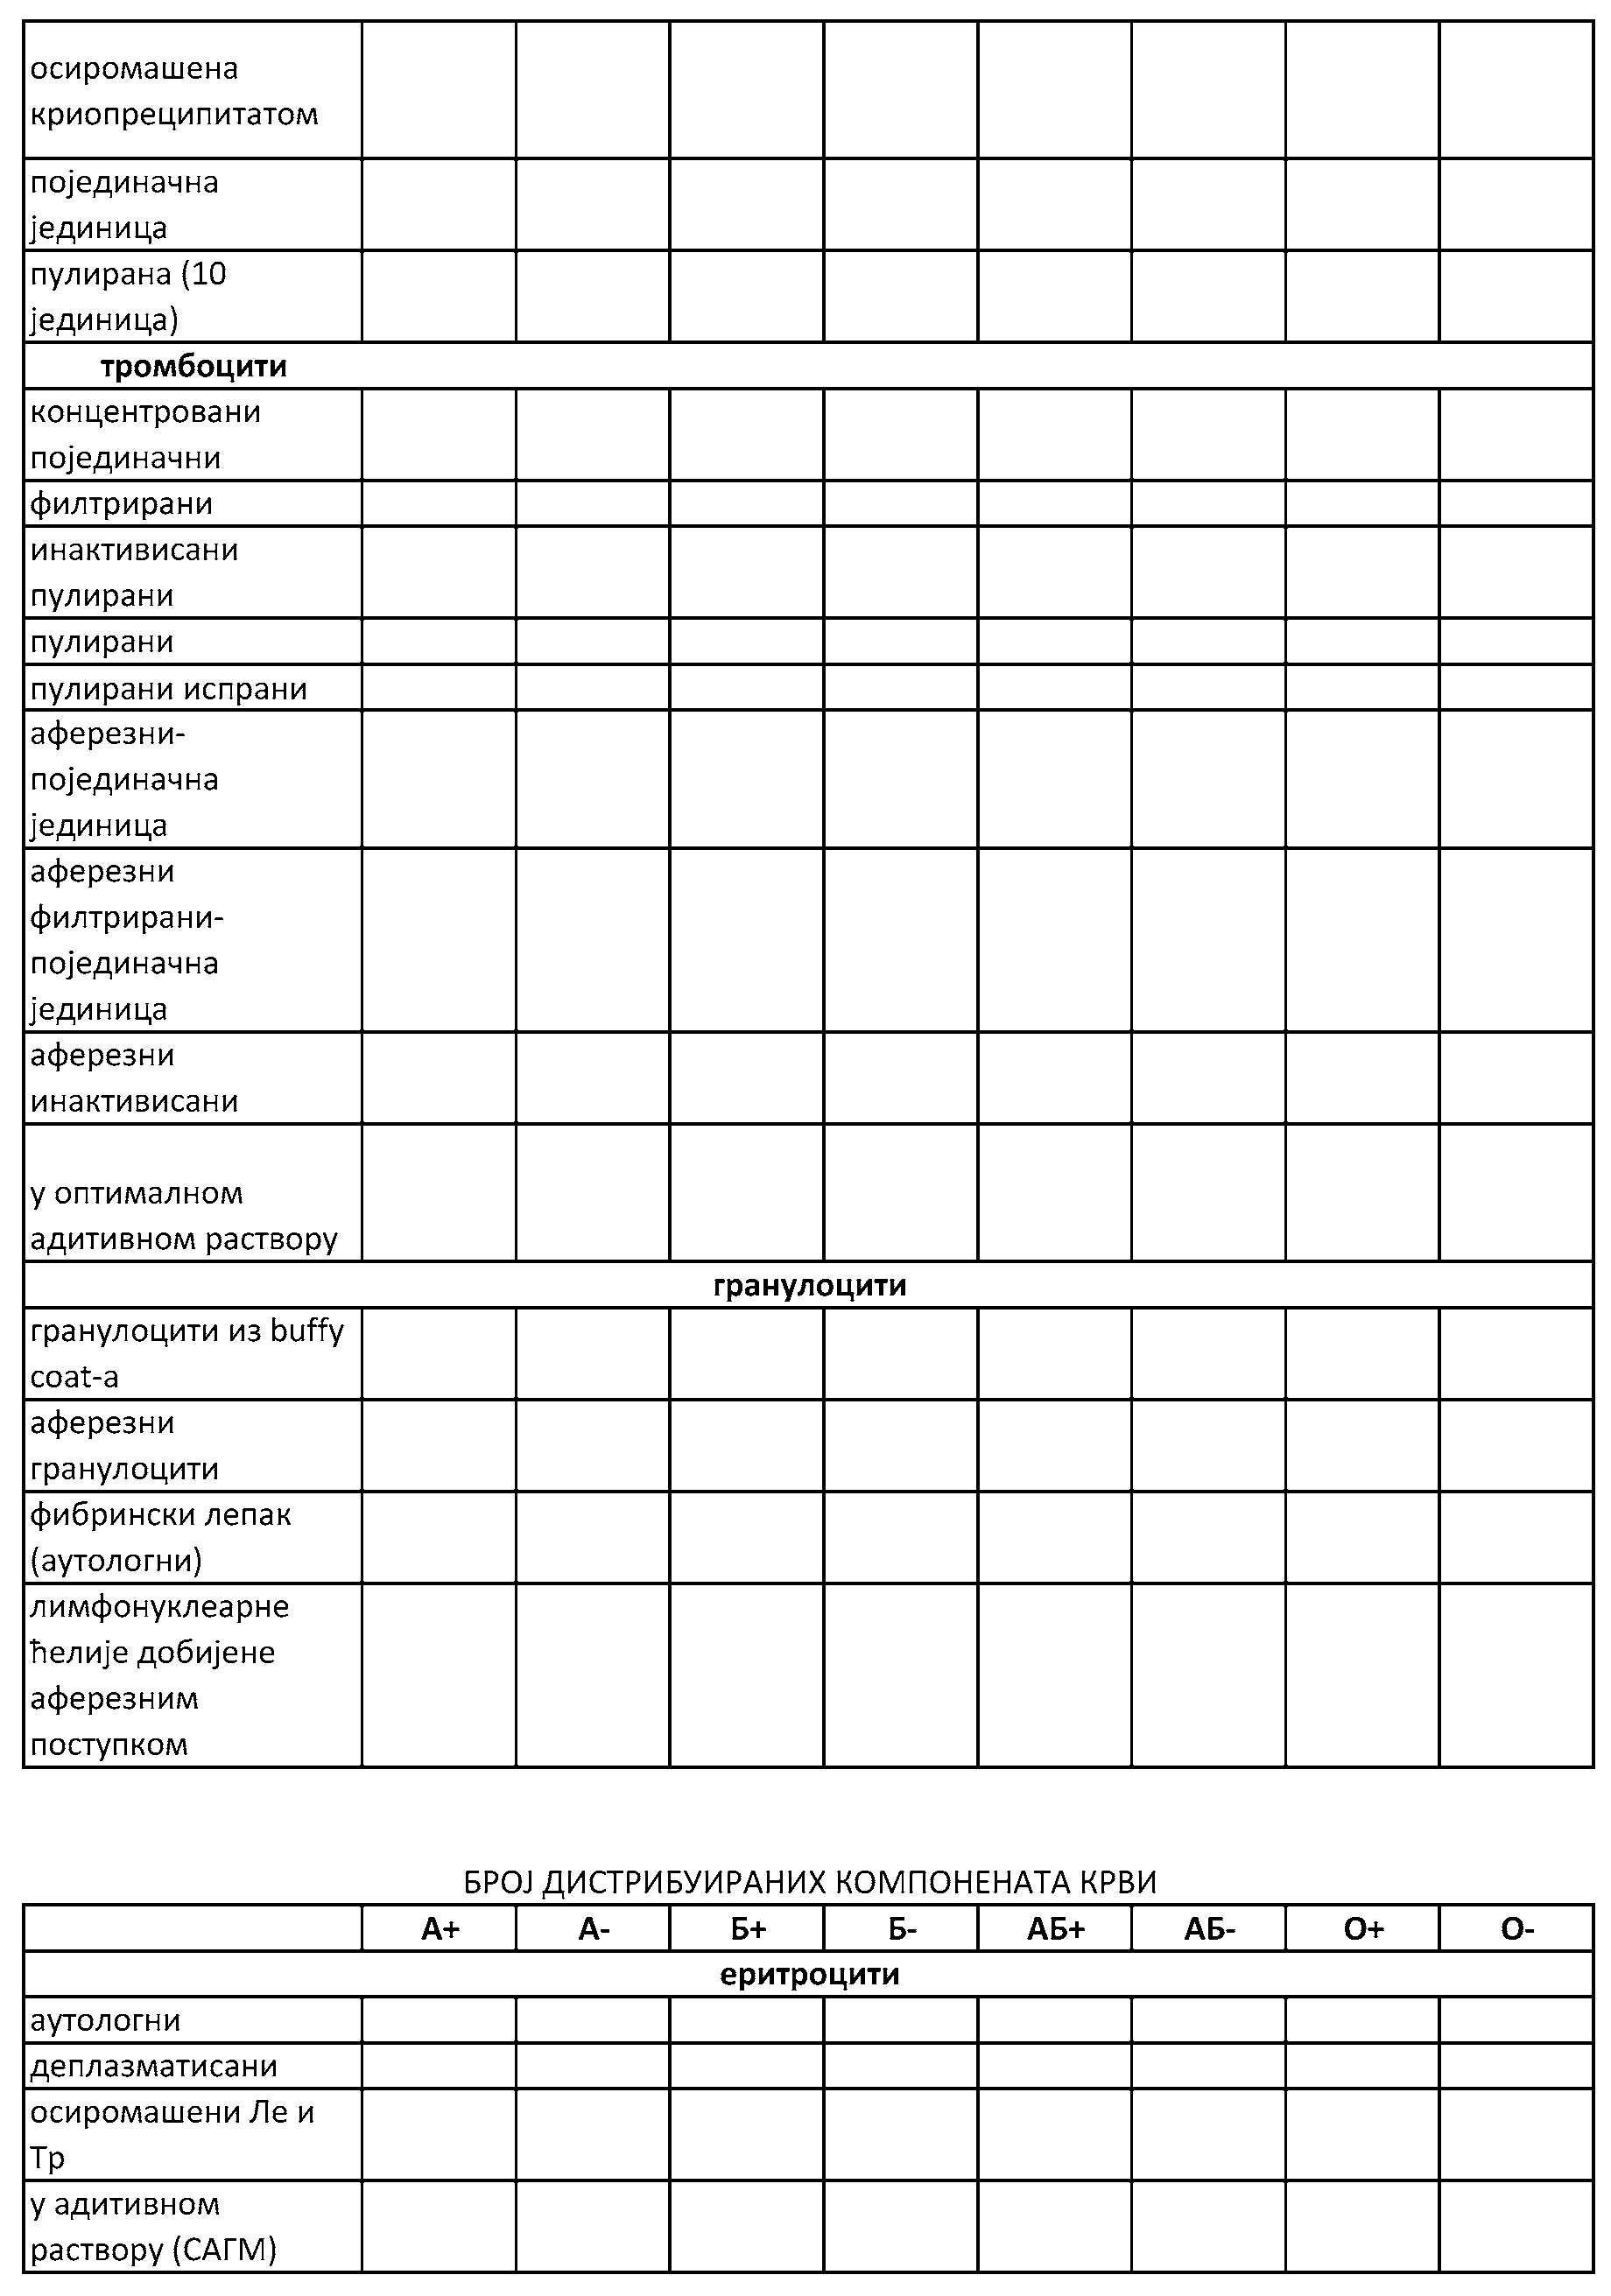 осиромашена
криопреципитатом
појединачна
јединица
пулирана (10
јединица)
тромбоцити
концентровани
појединачни
филтрирани
инактивисани
пулирани
пулирани
пулирани испрани
аферезни-
појединачна
јединица
аферезни
филтрирани-
појединачна
јединица
аферезни
инактивисани
у оптималном
адитивном раствору
гранулоцити
гранулоцити из buffy
coat-a
аферезни
гранулоцити
фибрински лепак
(аутологни)
лимфонуклеарне
ћелије добијене
аферезним
поступком
БРОЈ ДИСТРИБУИРАНИХ КОМПОНЕНАТА КРВИ
А+ А- Б+ Б- АБ+ АБ- О+ О-
еритроцити
аутологни
деплазматисани
осиромашени Ле и
Тр
у адитивном
раствору (САГМ)